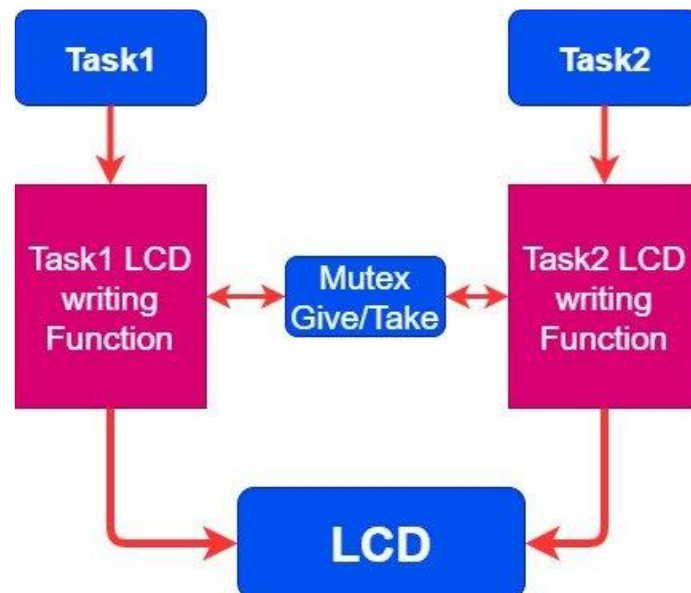 Task1
Task2
Task1 LCD
writing
Function
Mutex
Give/Take
Task2 LCD
writing
Function
LCD